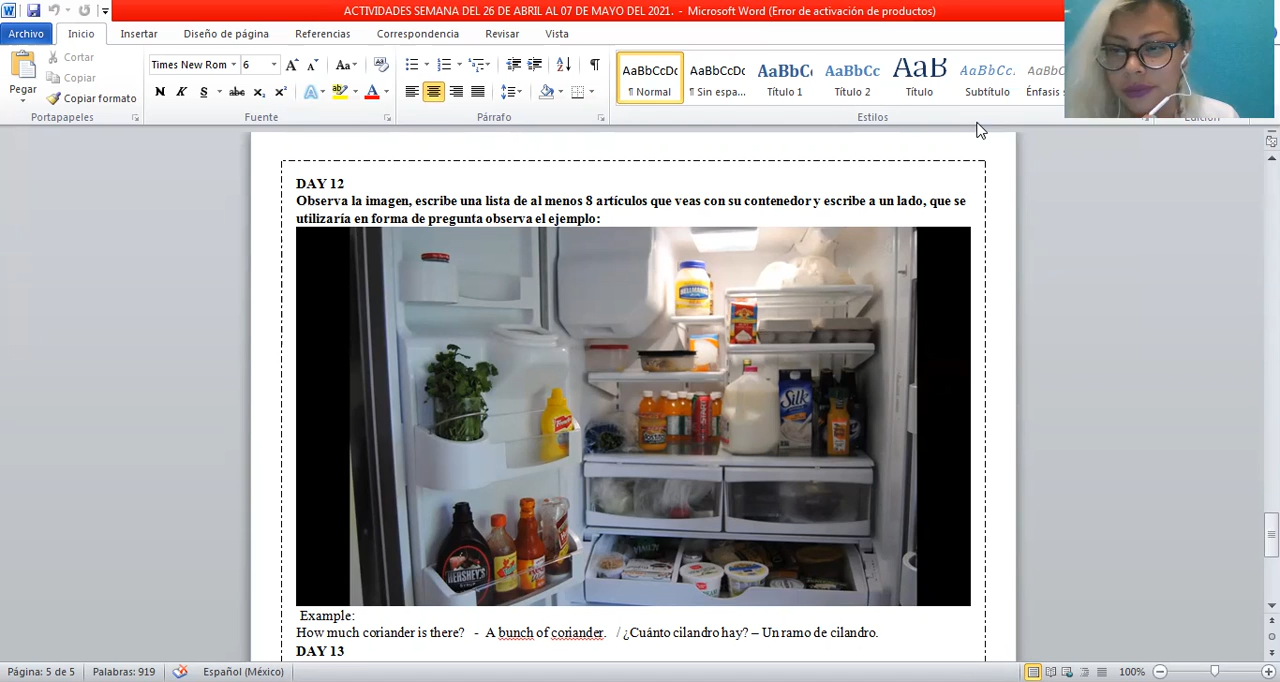 ACTIVIDADES SEMANA DEL 26 DE ABRIL AL 07 DE MAYO DEL 2021. - Microsoft Word (Error de activación de productos)
Archivo Inicio Insertar Diseño de página Referencias Correspondencia Revisar Vista
Pegar
Cortar
Copiar
Copiar formato
Portapapeles
Times New Rom 6
Fuente
Párrafo
AaBbCcDc AaBbCcDc AaBbC AaBbCc AaB AaBbCc.
¶ Normal ¶ Sin espa... Título 1 Título 2 Título Subtítulo Énfasis s
Estilos
DAY 12
Observa la imagen, escribe una lista de al menos 8 artículos que veas con su contenedor y escribe a un lado, que se
utilizaría en forma de pregunta observa el ejemplo:
HELLMANN'S
Silk
French's
HERSHEY'S
Example:
How much coriander is there? - A bunch of coriander. / ¿Cuánto cilandro hay? – Un ramo de cilandro.
DAY 13
Página: 5 de 5 Palabras: 919 Español (México) 100%